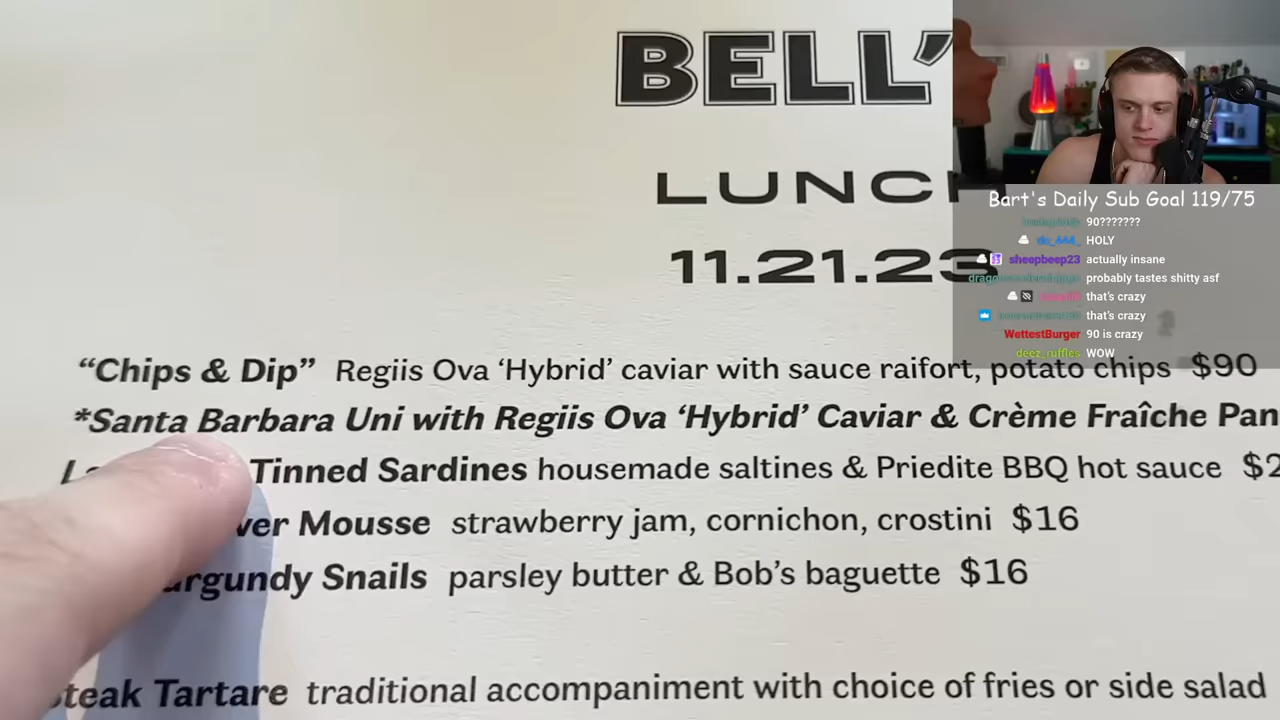 BELL'
LUNCH
11.21.23
"Chips & Dip" Regiis Ova 'Hybrid' caviar with sauce raifort, potato chips $90
*Santa Barbara Uni with Regiis Ova 'Hybrid' Caviar & Crème Fraîche Pan
Tinned Sardines housemade saltines & Priedite BBQ hot sauce $2
ver Mousse strawberry jam, cornichon, crostini $16
urgundy Snails parsley butter & Bob's baguette $16
teak Tartare traditional accompaniment with choice of fries or side salad
Bart's Daily Sub Goal 119/75
90???????
HOLY
sheepbeep23 actually insane
probably tastes shitty asf
that's crazy
that's crazy
WettestBurger 90 is crazy
deez_ruffles WOW